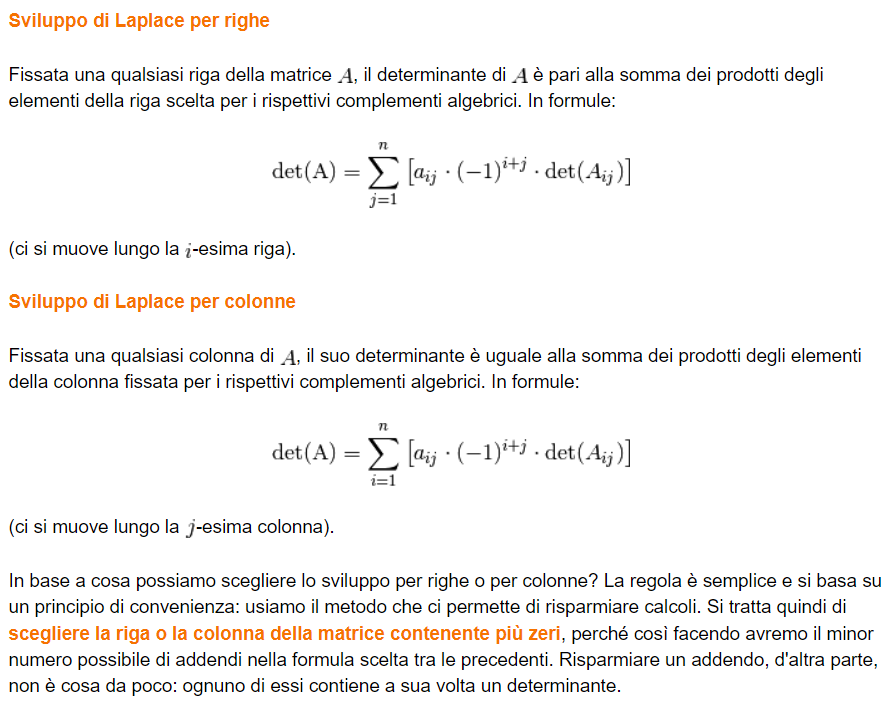 Sviluppo di Laplace per righe
Fissata una qualsiasi riga della matrice A, il determinante di A è pari alla somma dei prodotti degli
elementi della riga scelta per i rispettivi complementi algebrici. In formule:
det(A) = ∑_{j=1}^{n} [a_{ij} · (−1)^{i+j} · det(A_{ij})]
(ci si muove lungo la i-esima riga).
Sviluppo di Laplace per colonne
Fissata una qualsiasi colonna di A, il suo determinante è uguale alla somma dei prodotti degli elementi
della colonna fissata per i rispettivi complementi algebrici. In formule:
det(A) = ∑_{i=1}^{n} [a_{ij} · (−1)^{i+j} · det(A_{ij})]
(ci si muove lungo la j-esima colonna).
In base a cosa possiamo scegliere lo sviluppo per righe o per colonne? La regola è semplice e si basa su
un principio di convenienza: usiamo il metodo che ci permette di risparmiare calcoli. Si tratta quindi di
scegliere la riga o la colonna della matrice contenente più zeri, perché così facendo avremo il minor
numero possibile di addendi nella formula scelta tra le precedenti. Risparmiare un addendo, d'altra parte,
non è cosa da poco: ognuno di essi contiene a sua volta un determinante.